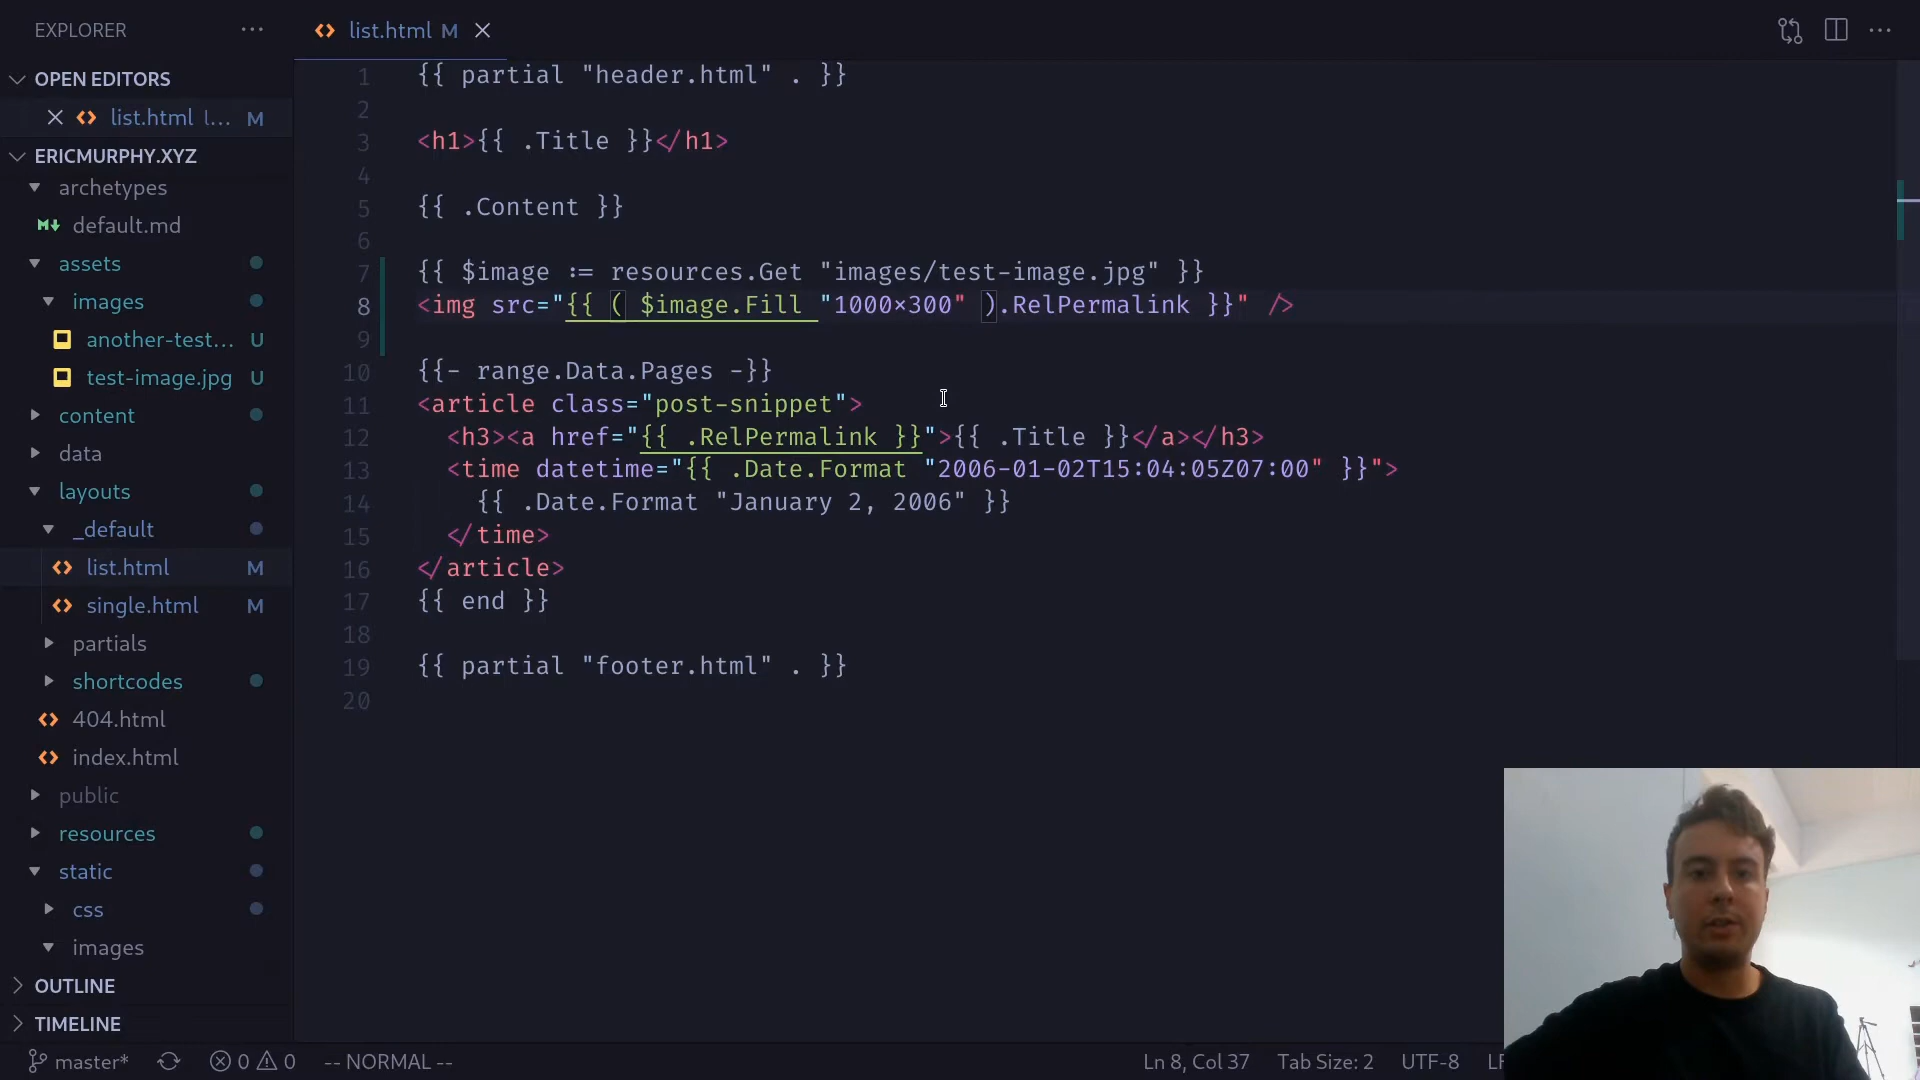 EXPLORER
list.html M
OPEN EDITORS
list.html l... M
ERICMURPHY.XYZ
archetypes
default.md
assets
images
another-test... U
test-image.jpg U
content
data
layouts
_default
list.html M
single.html M
partials
shortcodes
404.html
index.html
public
resources
static
css
images
OUTLINE
TIMELINE
1 {{ partial "header.html" . }}
2
3 <h1>{{ .Title }}</h1>
4
5 {{ .Content }}
6
7 {{ $image := resources.Get "images/test-image.jpg" }}
8 <img src="{{ ( $image.Fill "1000×300" ).RelPermalink }}" />
9
10 {{- range.Data.Pages -}}
11 <article class="post-snippet">
12 <h3><a href="{{ .RelPermalink }}">{{ .Title }}</a></h3>
13 <time datetime="{{ .Date.Format "2006-01-02T15:04:05Z07:00" }}">
14 {{ .Date.Format "January 2, 2006" }}
15 </time>
16 </article>
17 {{ end }}
18
19 {{ partial "footer.html" . }}
20
master* 0 0 -- NORMAL -- Ln 8, Col 37 Tab Size: 2 UTF-8